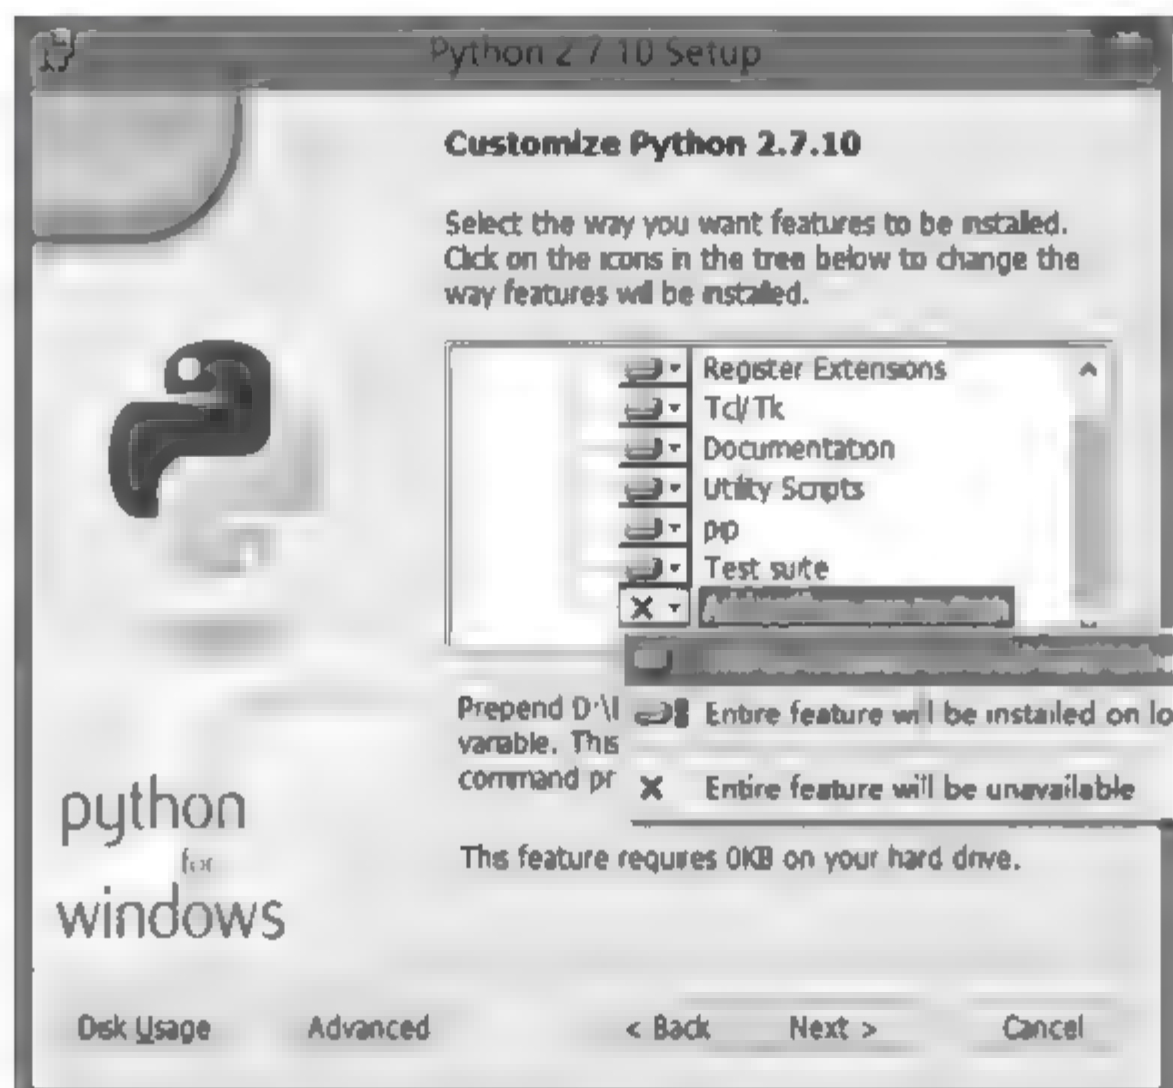 Python 2.7.10 Setup
Customize Python 2.7.10
Select the way you want features to be installed.
Click on the icons in the tree below to change the
way features will be installed.
Register Extensions
Tcl/Tk
Documentation
Utility Scripts
pip
Test suite
Prepend D:\
Entire feature will be installed on lo
variable. This
command pr
Entire feature will be unavailable
This feature requires 0KB on your hard drive.
python
for
windows
Disk Usage Advanced < Back Next > Cancel